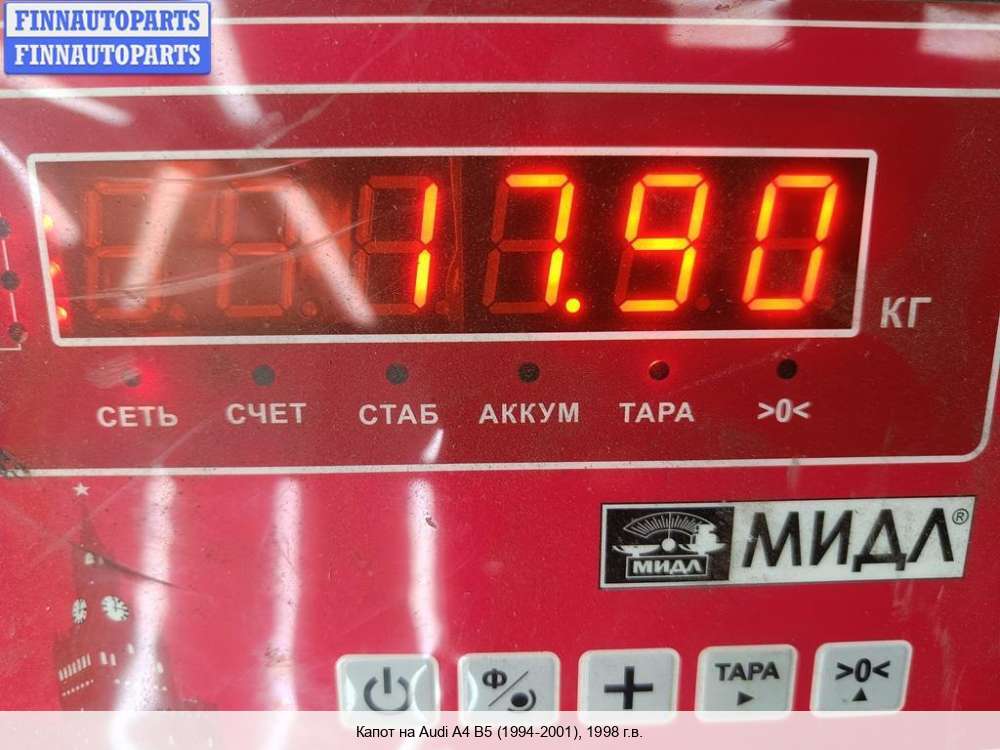 FINNAUTOPARTS
FINNAUTOPARTS
17.90
КГ
СЕТЬ СЧЕТ СТАБ АККУМ ТАРА >0<
МИДЛ МИДЛ®
Ф ТАРА >0<
Капот на Audi A4 B5 (1994-2001), 1998 г.в.